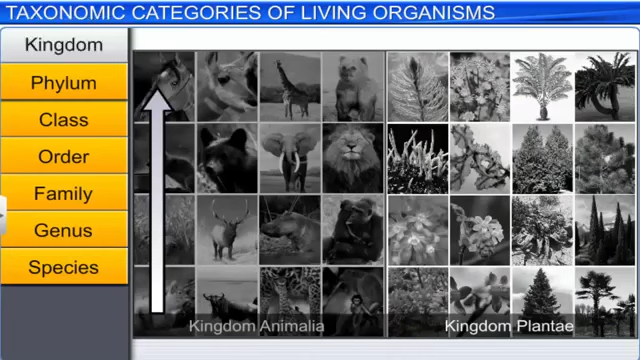 TAXONOMIC CATEGORIES OF LIVING ORGANISMS
Kingdom
Phylum
Class
Order
Family
Genus
Species
Kingdom Animalia
Kingdom Plantae